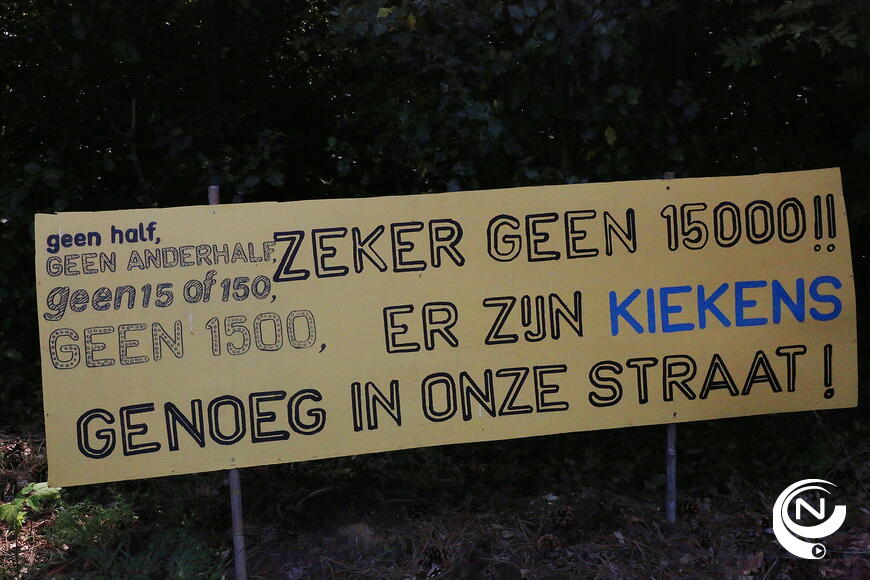 geen half,
GEEN ANDERHALF,
geen 15 of 150,
GEEN 1500,
ZEKER GEEN 15000!!
ER ZIJN KIEKENS
GENOEG IN ONZE STRAAT!
N